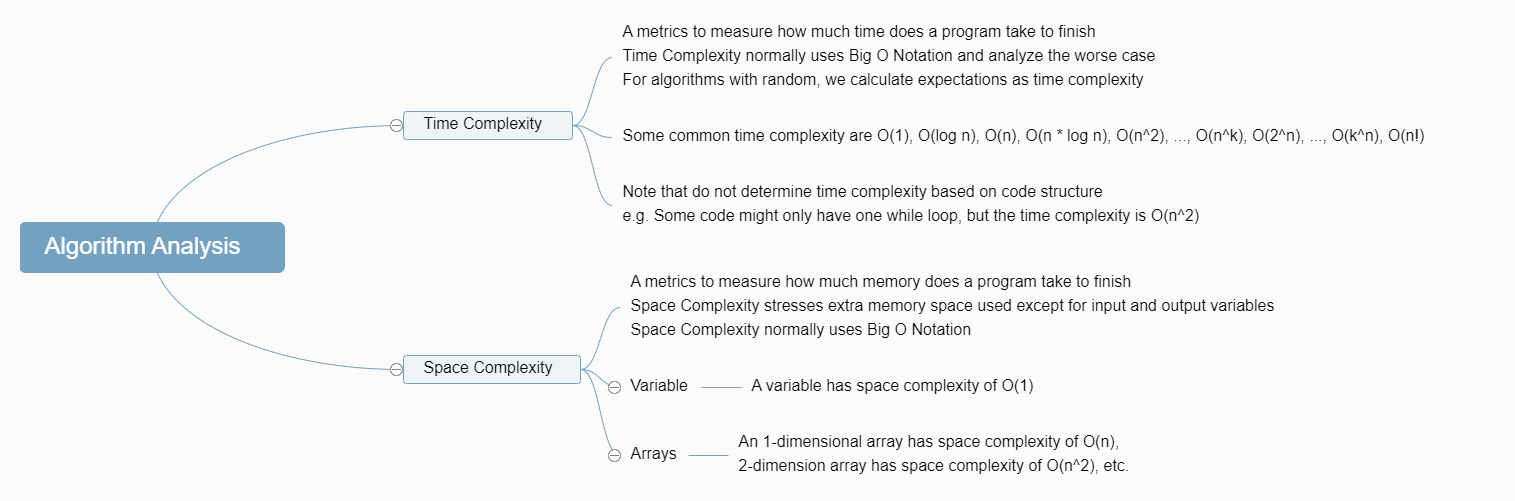 Algorithm Analysis
Time Complexity
A metrics to measure how much time does a program take to finish
Time Complexity normally uses Big O Notation and analyze the worse case
For algorithms with random, we calculate expectations as time complexity
Some common time complexity are O(1), O(log n), O(n), O(n * log n), O(n^2), ..., O(n^k), O(2^n), ..., O(k^n), O(n!)
Note that do not determine time complexity based on code structure
e.g. Some code might only have one while loop, but the time complexity is O(n^2)
Space Complexity
A metrics to measure how much memory does a program take to finish
Space Complexity stresses extra memory space used except for input and output variables
Space Complexity normally uses Big O Notation
Variable
A variable has space complexity of O(1)
Arrays
An 1-dimensional array has space complexity of O(n),
2-dimension array has space complexity of O(n^2), etc.